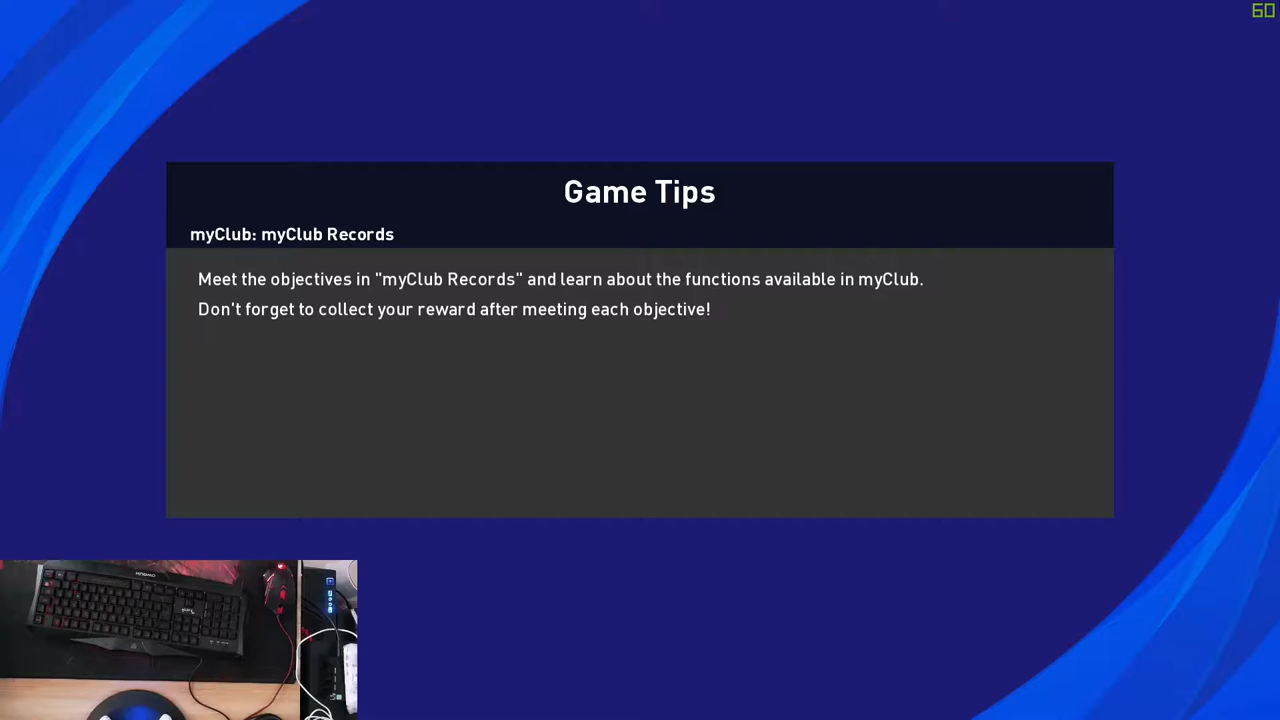 60
Game Tips
myClub: myClub Records
Meet the objectives in "myClub Records" and learn about the functions available in myClub.
Don't forget to collect your reward after meeting each objective!